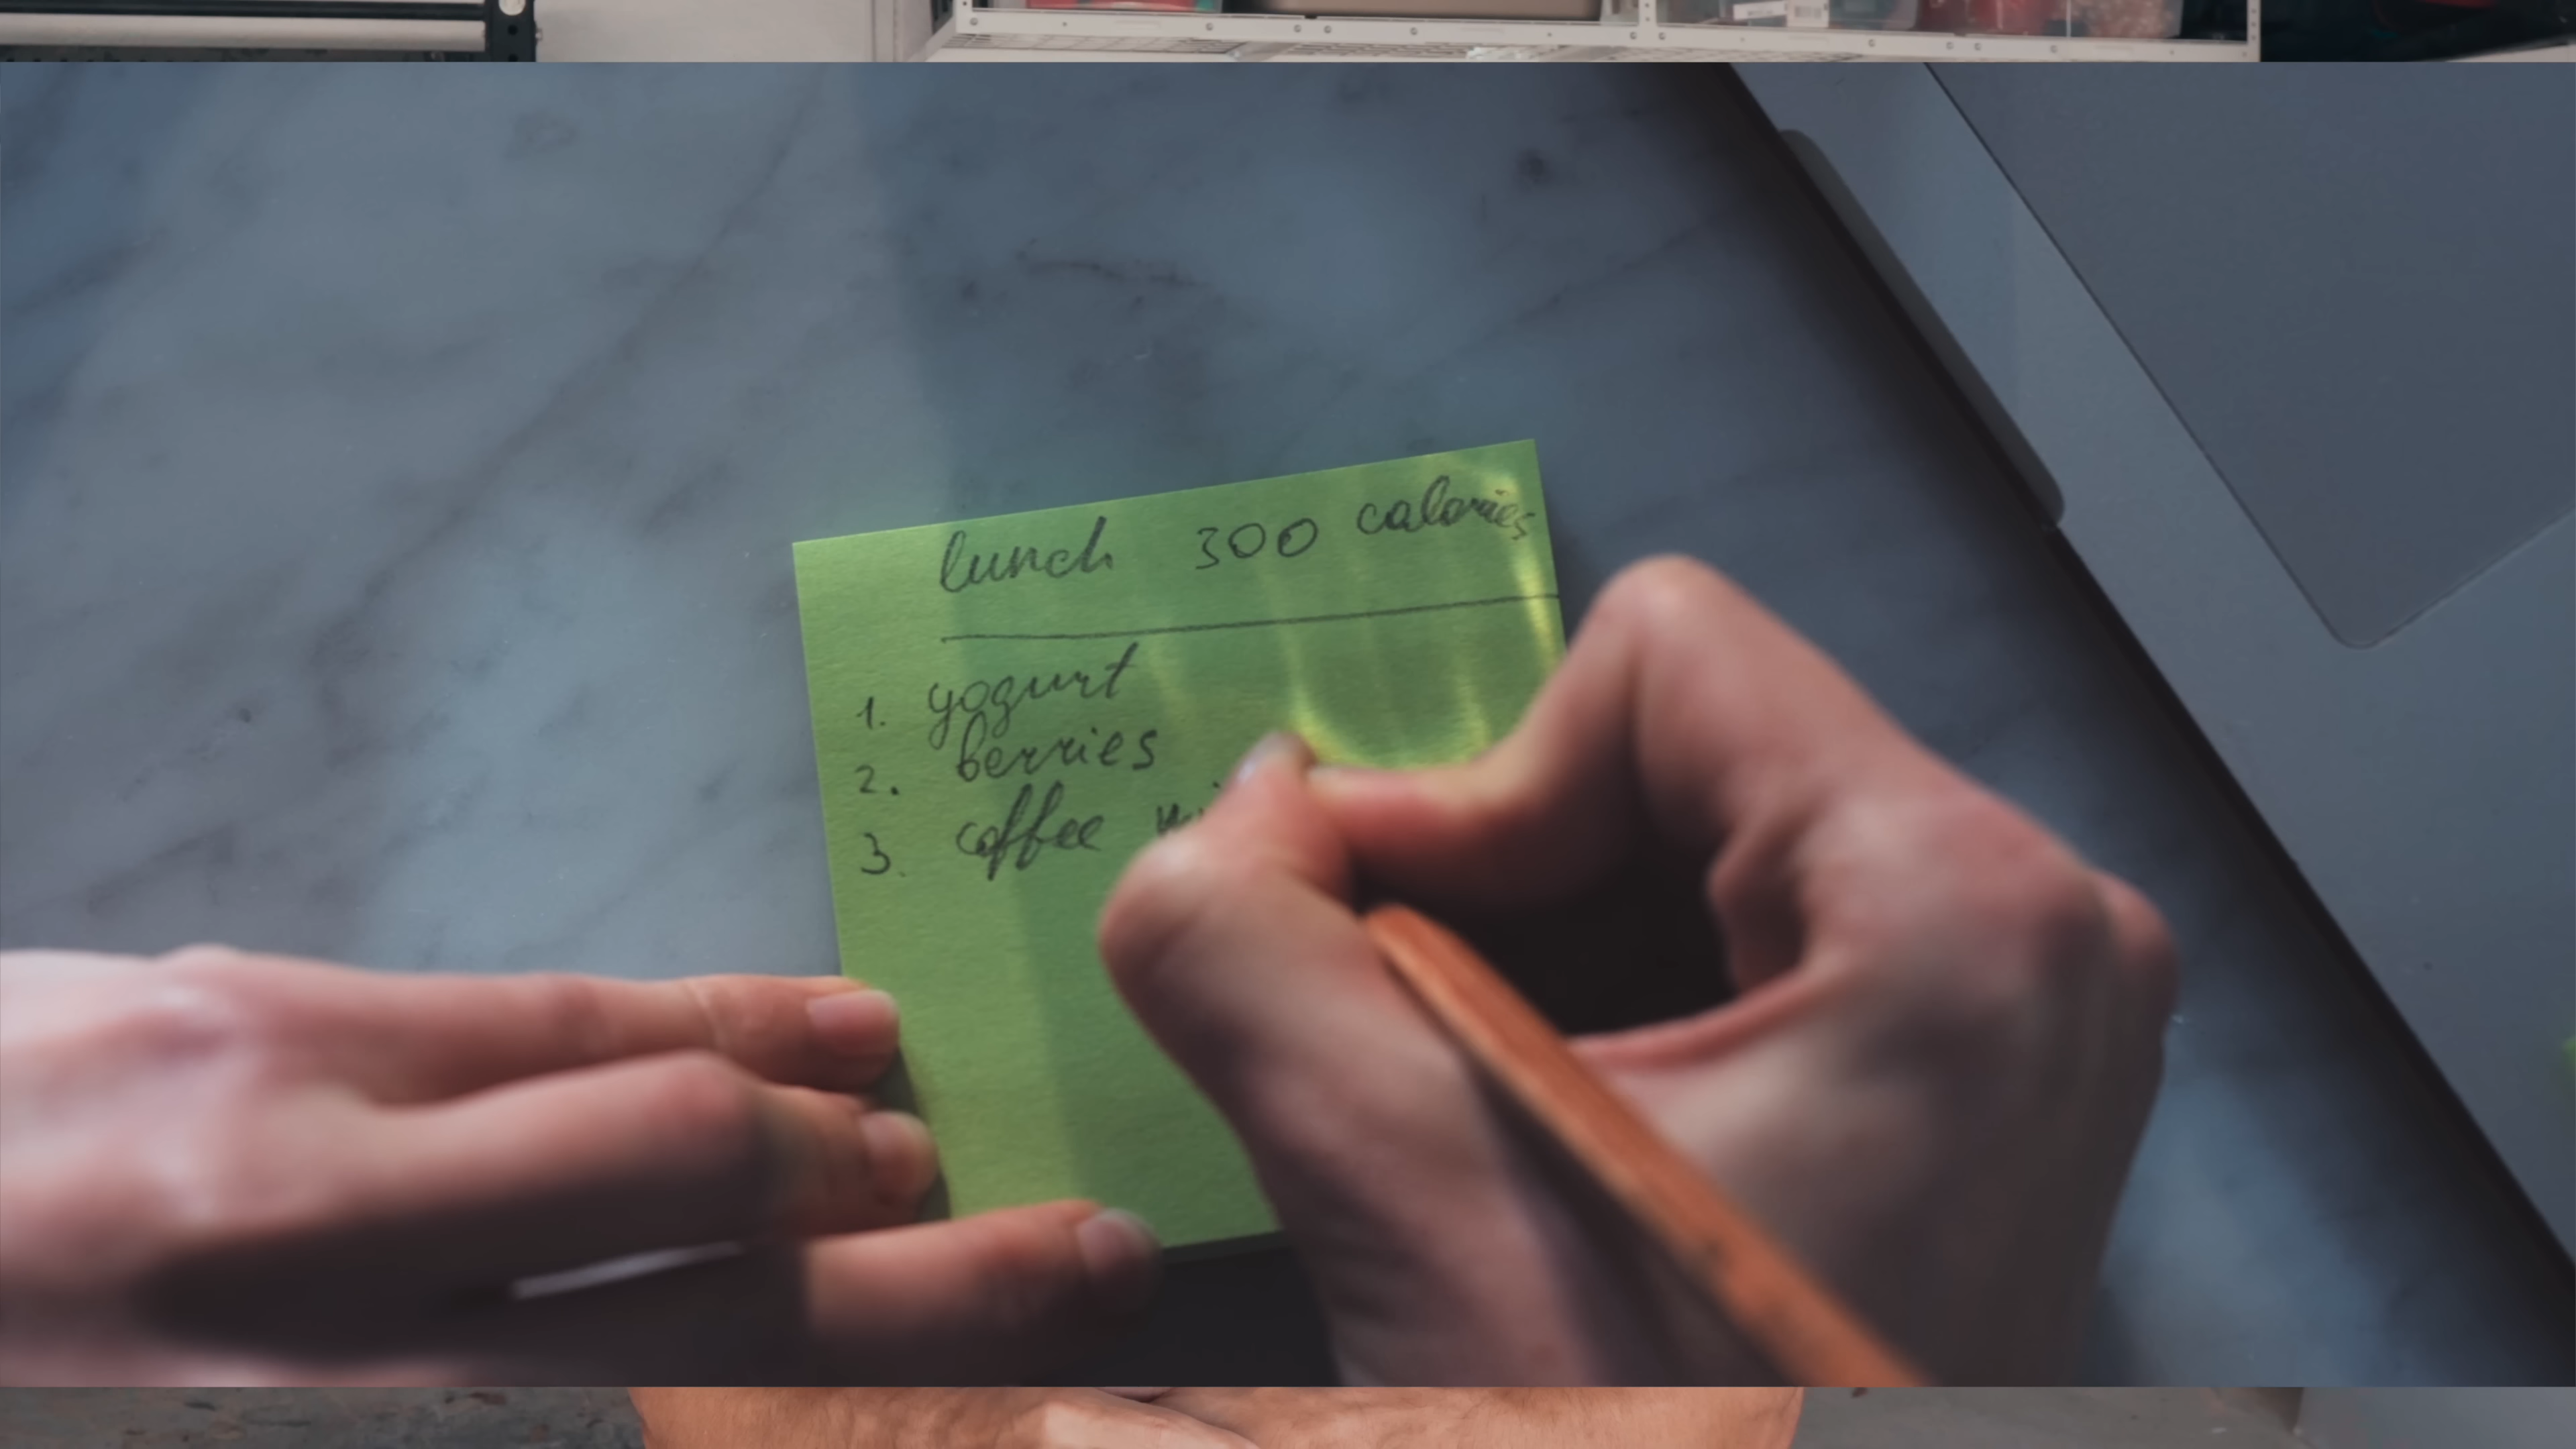 lunch 300 calories
1. yogurt
2. berries
3. coffee